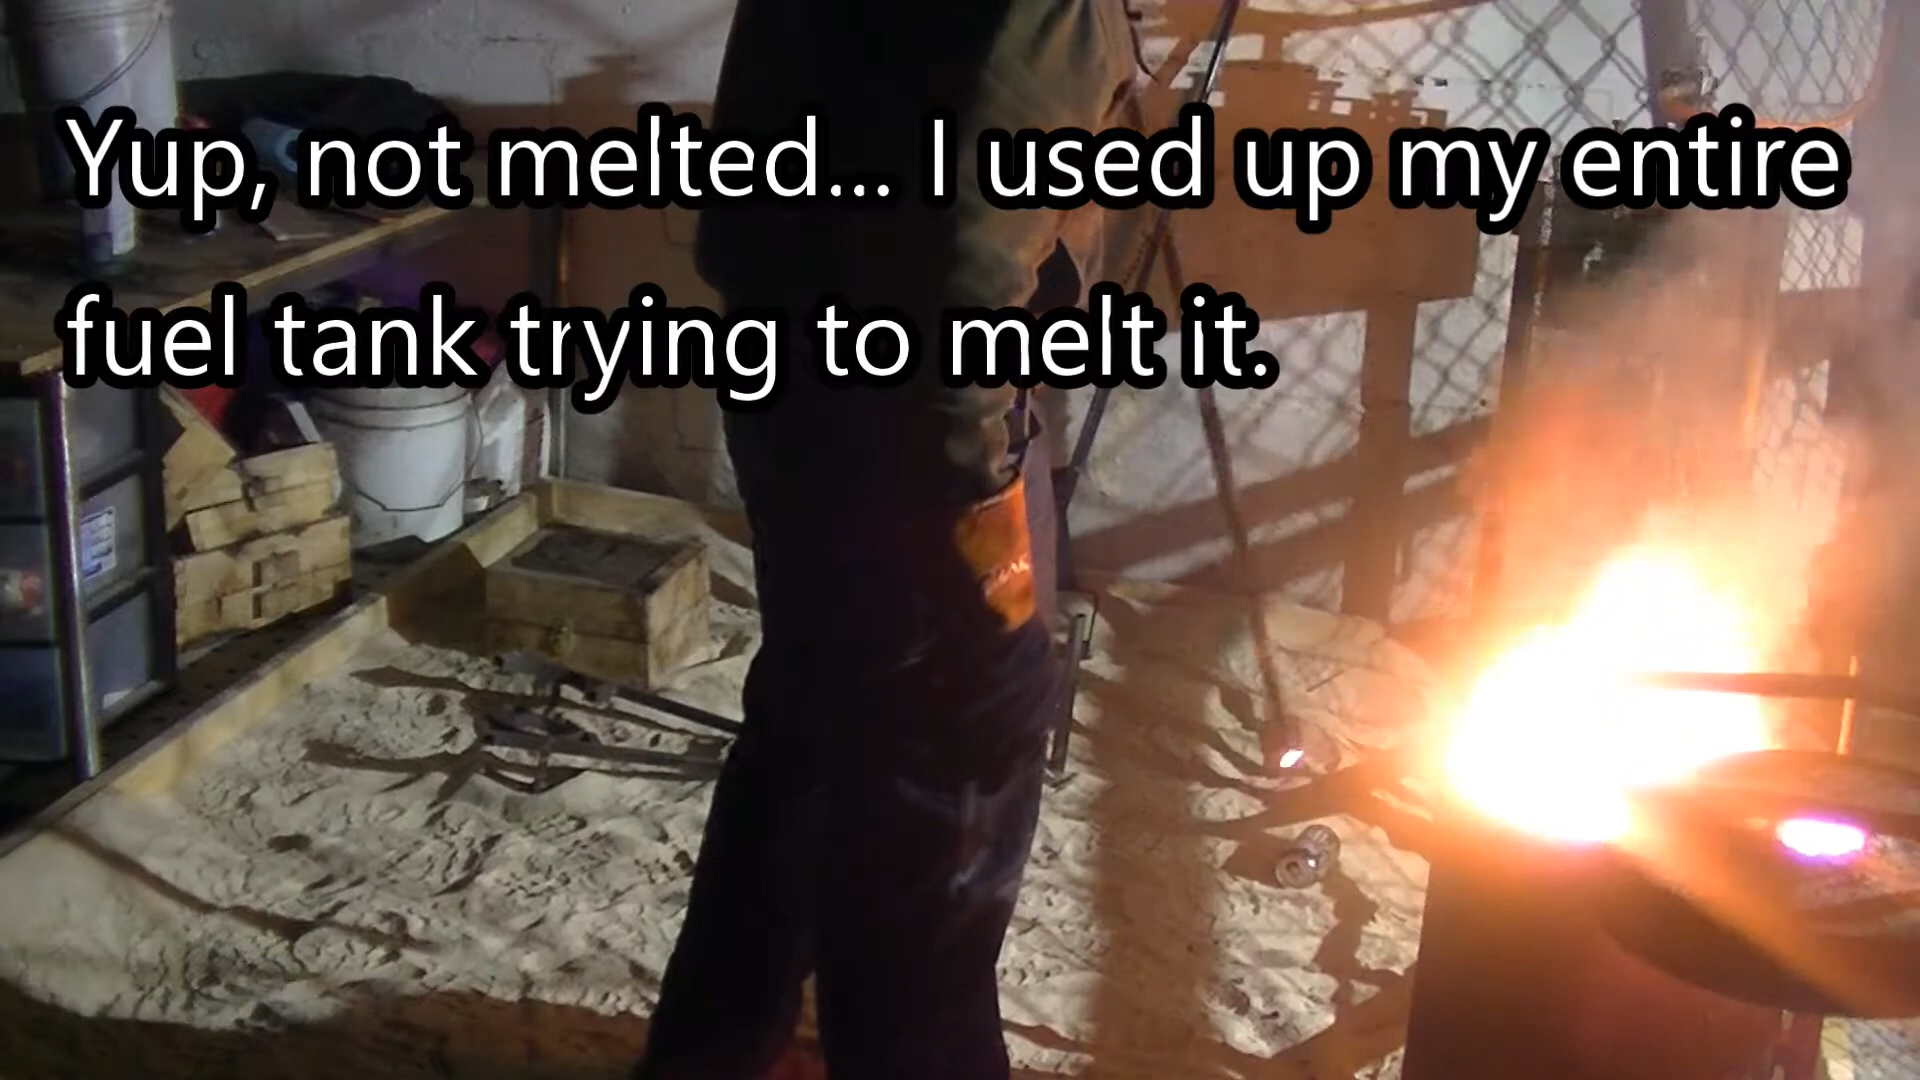 Yup, not melted... I used up my entire
fuel tank trying to melt it.